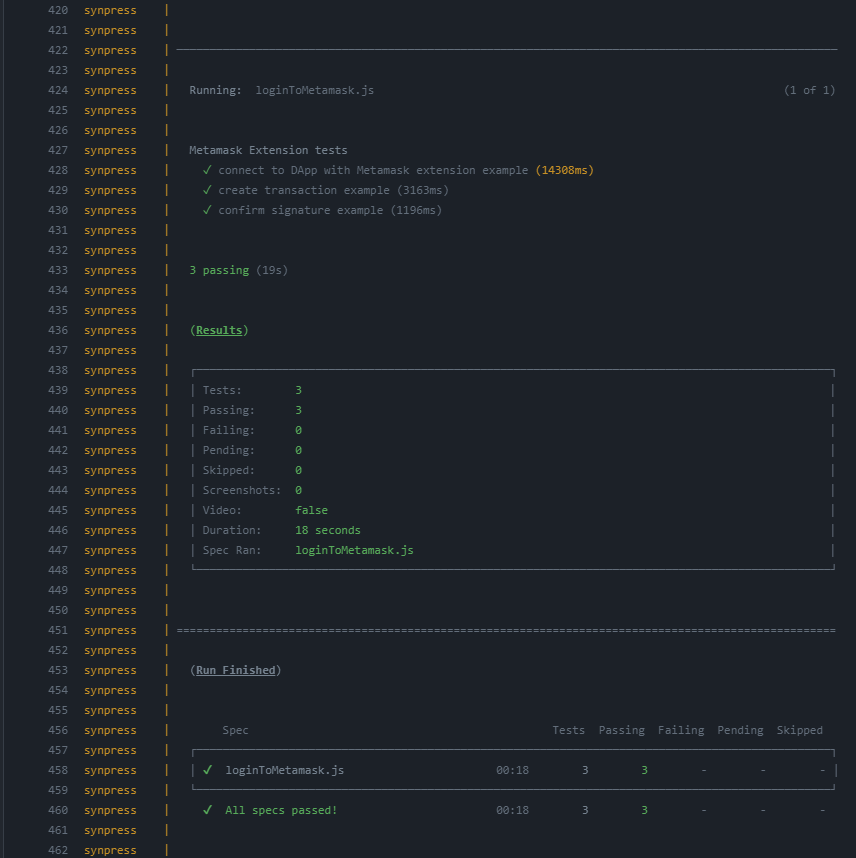 420 synpress |
421 synpress |
422 synpress |
423 synpress |
424 synpress | Running: loginToMetamask.js (1 of 1)
425 synpress |
426 synpress |
427 synpress | Metamask Extension tests
428 synpress | ✓ connect to DApp with Metamask extension example (14308ms)
429 synpress | ✓ create transaction example (3163ms)
430 synpress | ✓ confirm signature example (1196ms)
431 synpress |
432 synpress |
433 synpress | 3 passing (19s)
434 synpress |
435 synpress |
436 synpress | (Results)
437 synpress |
438 synpress |
439 synpress | | Tests: 3 |
440 synpress | | Passing: 3 |
441 synpress | | Failing: 0 |
442 synpress | | Pending: 0 |
443 synpress | | Skipped: 0 |
444 synpress | | Screenshots: 0 |
445 synpress | | Video: false |
446 synpress | | Duration: 18 seconds |
447 synpress | | Spec Ran: loginToMetamask.js |
448 synpress |
449 synpress |
450 synpress |
451 synpress | ====================================================================================================
452 synpress |
453 synpress | (Run Finished)
454 synpress |
455 synpress |
456 synpress | Spec Tests Passing Failing Pending Skipped
457 synpress |
458 synpress | | ✓ loginToMetamask.js 00:18 3 3 - - - |
459 synpress |
460 synpress | ✓ All specs passed! 00:18 3 3 - - -
461 synpress |
462 synpress |